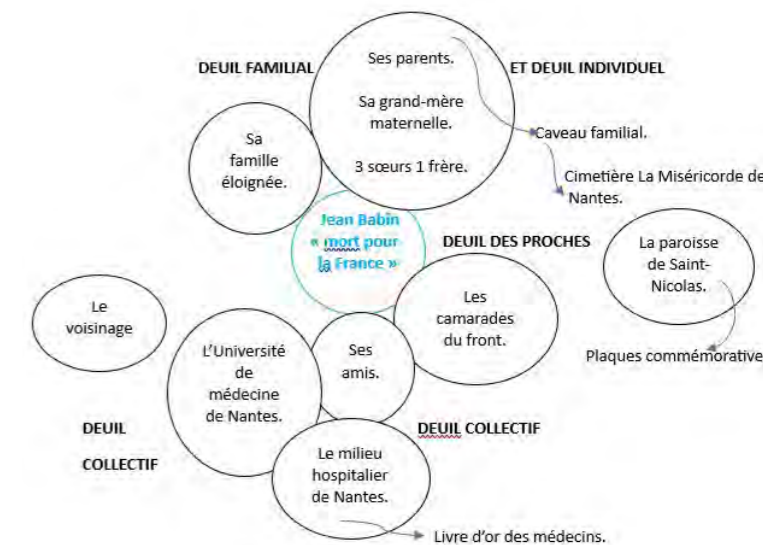 DEUIL FAMILIAL
Ses parents.
Sa grand-mère
maternelle.
3 sœurs 1 frère.
ET DEUIL INDIVIDUEL
Caveau familial.
Cimetière La Miséricorde de
Nantes.
Sa
famille
éloignée.
Jean Babin
« mort pour
la France »
DEUIL DES PROCHES
La paroisse
de Saint-
Nicolas.
Plaques commémorative
Les
camarades
du front.
Le
voisinage
L'Université
de
médecine
de Nantes.
Ses
amis.
DEUIL
COLLECTIF
DEUIL COLLECTIF
Le milieu
hospitalier
de Nantes.
Livre d'or des médecins.